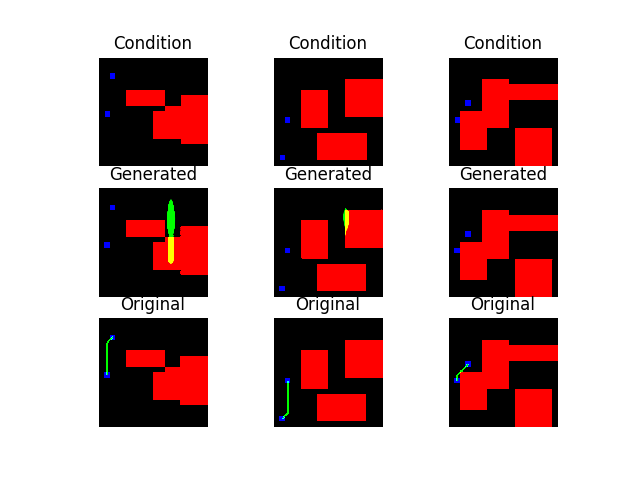 Condition Condition Condition
Generated Generated Generated
Original Original Original